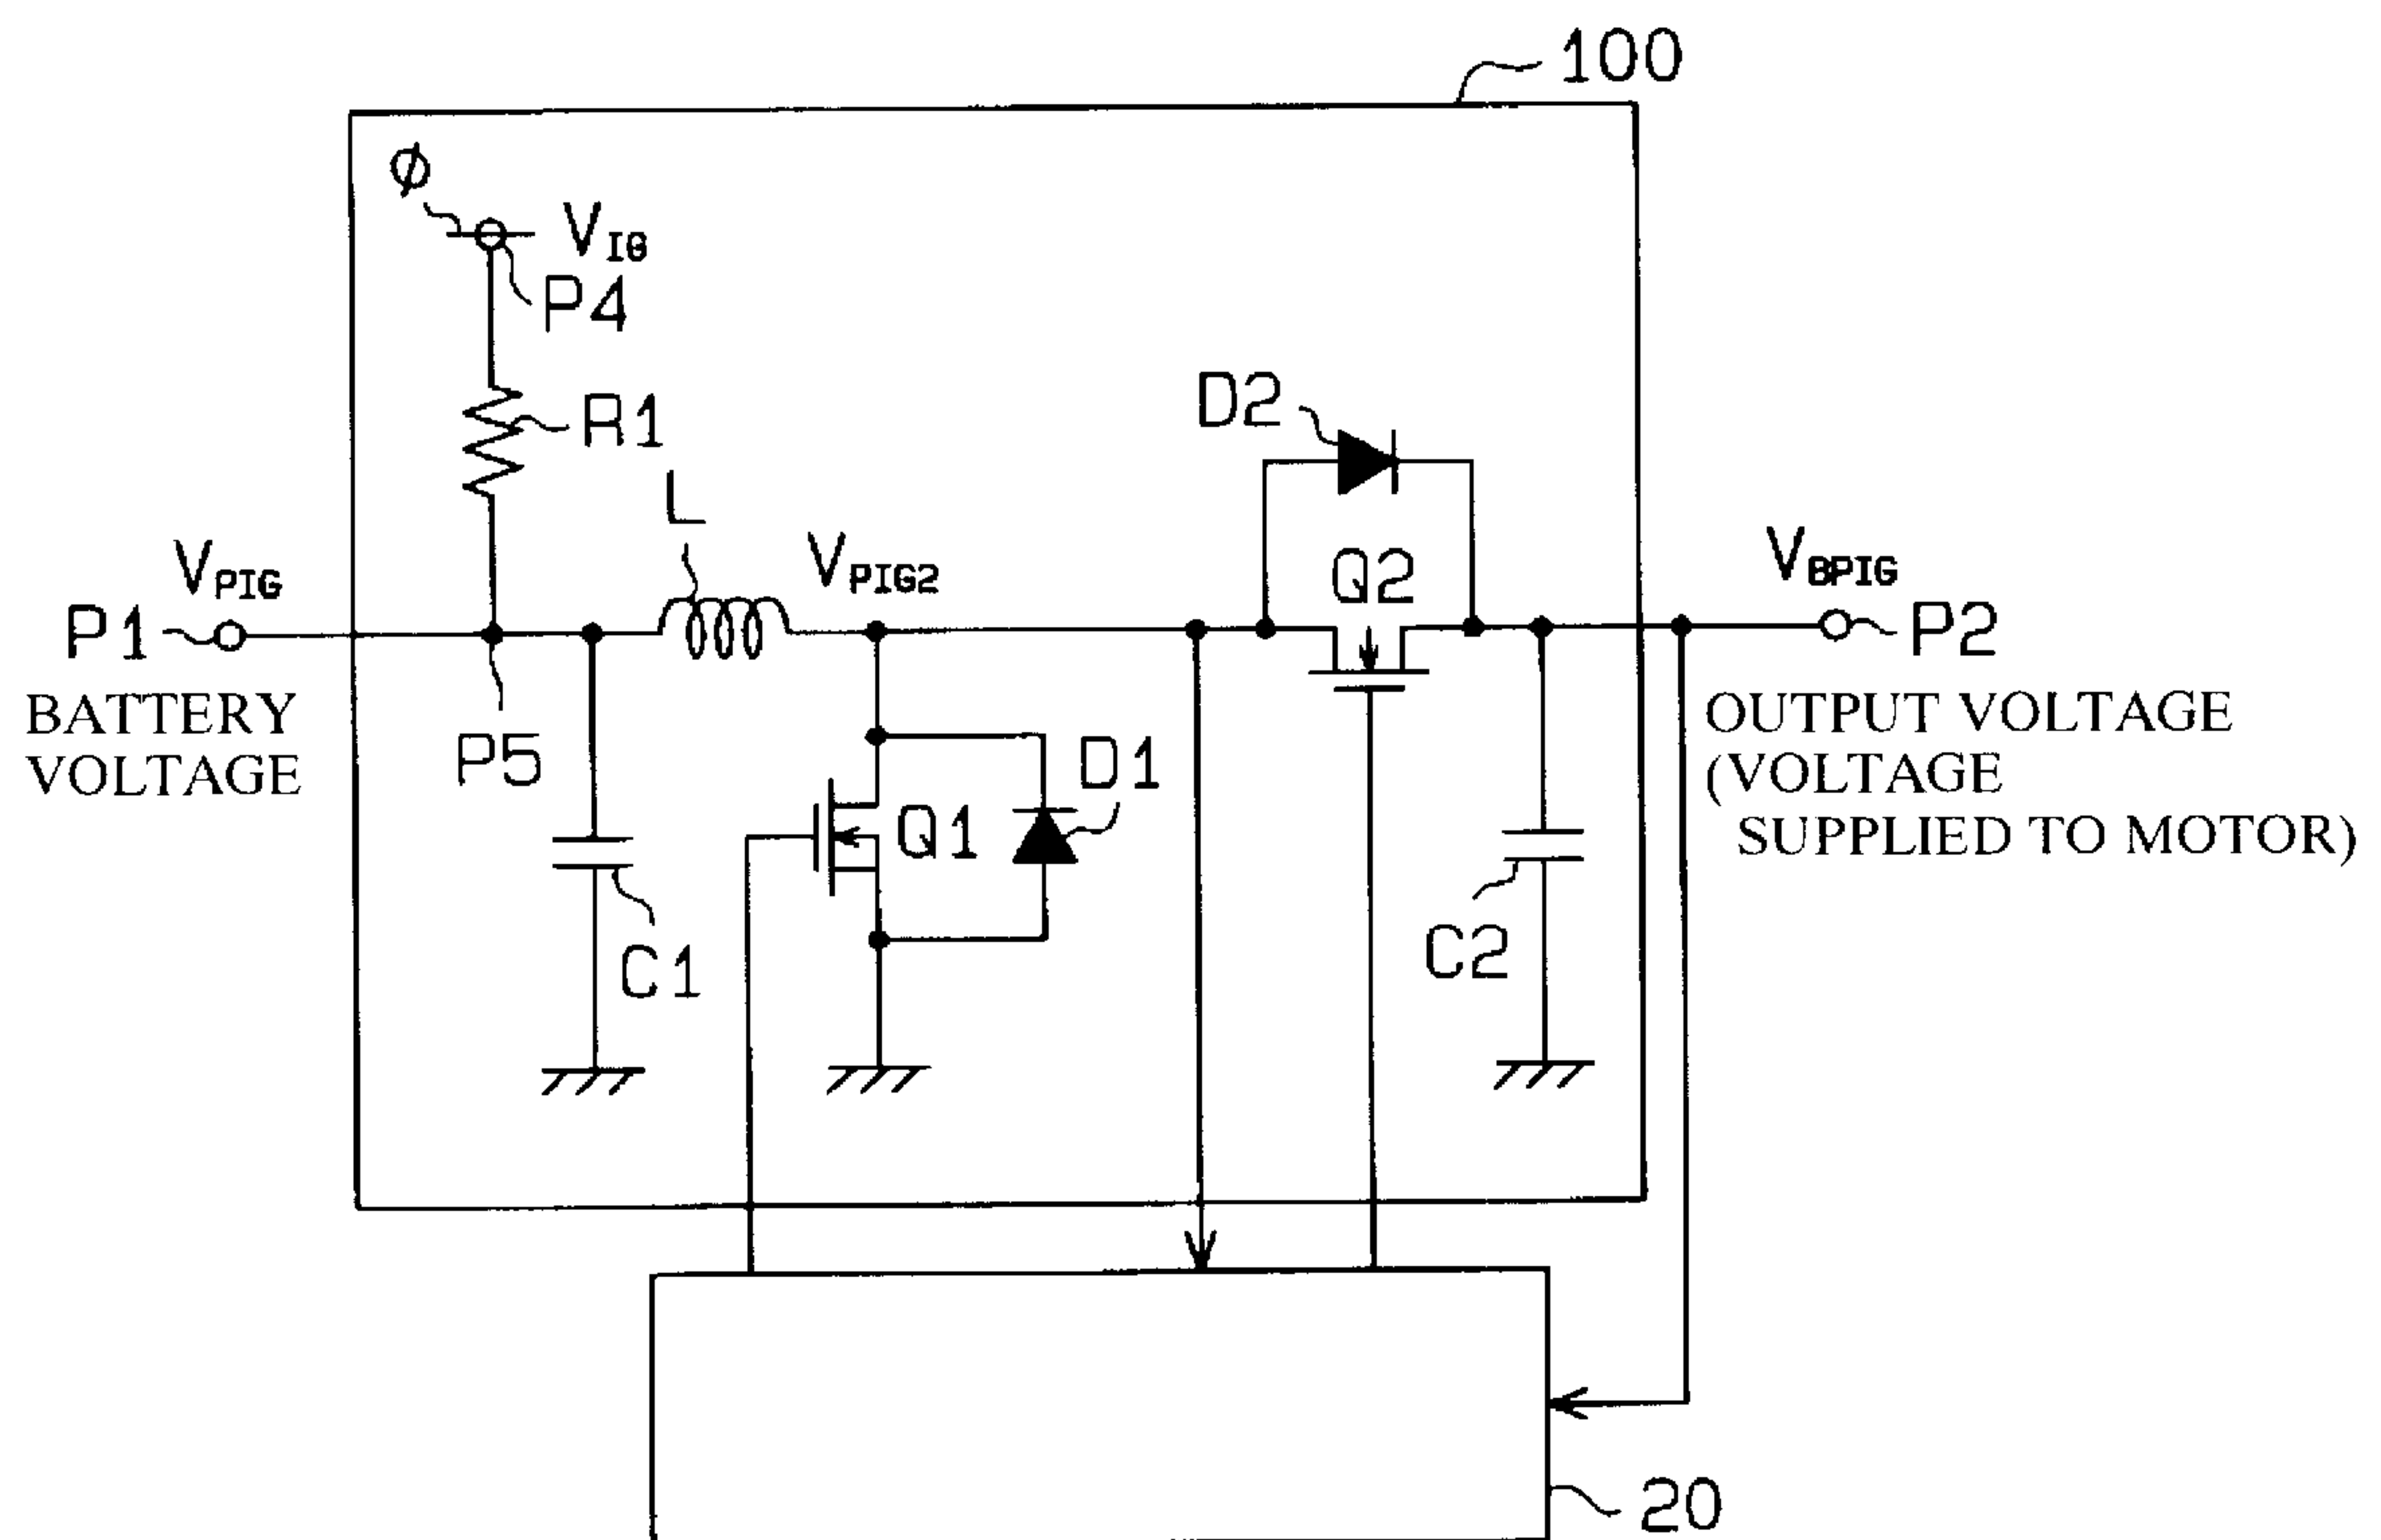 100
φ
VIG
P4
R1
D2
L
VPIG
VPIG2
Q2
VBPIG
P1
P2
BATTERY
VOLTAGE
OUTPUT VOLTAGE
(VOLTAGE
SUPPLIED TO MOTOR)
P5
D1
Q1
C1
C2
20